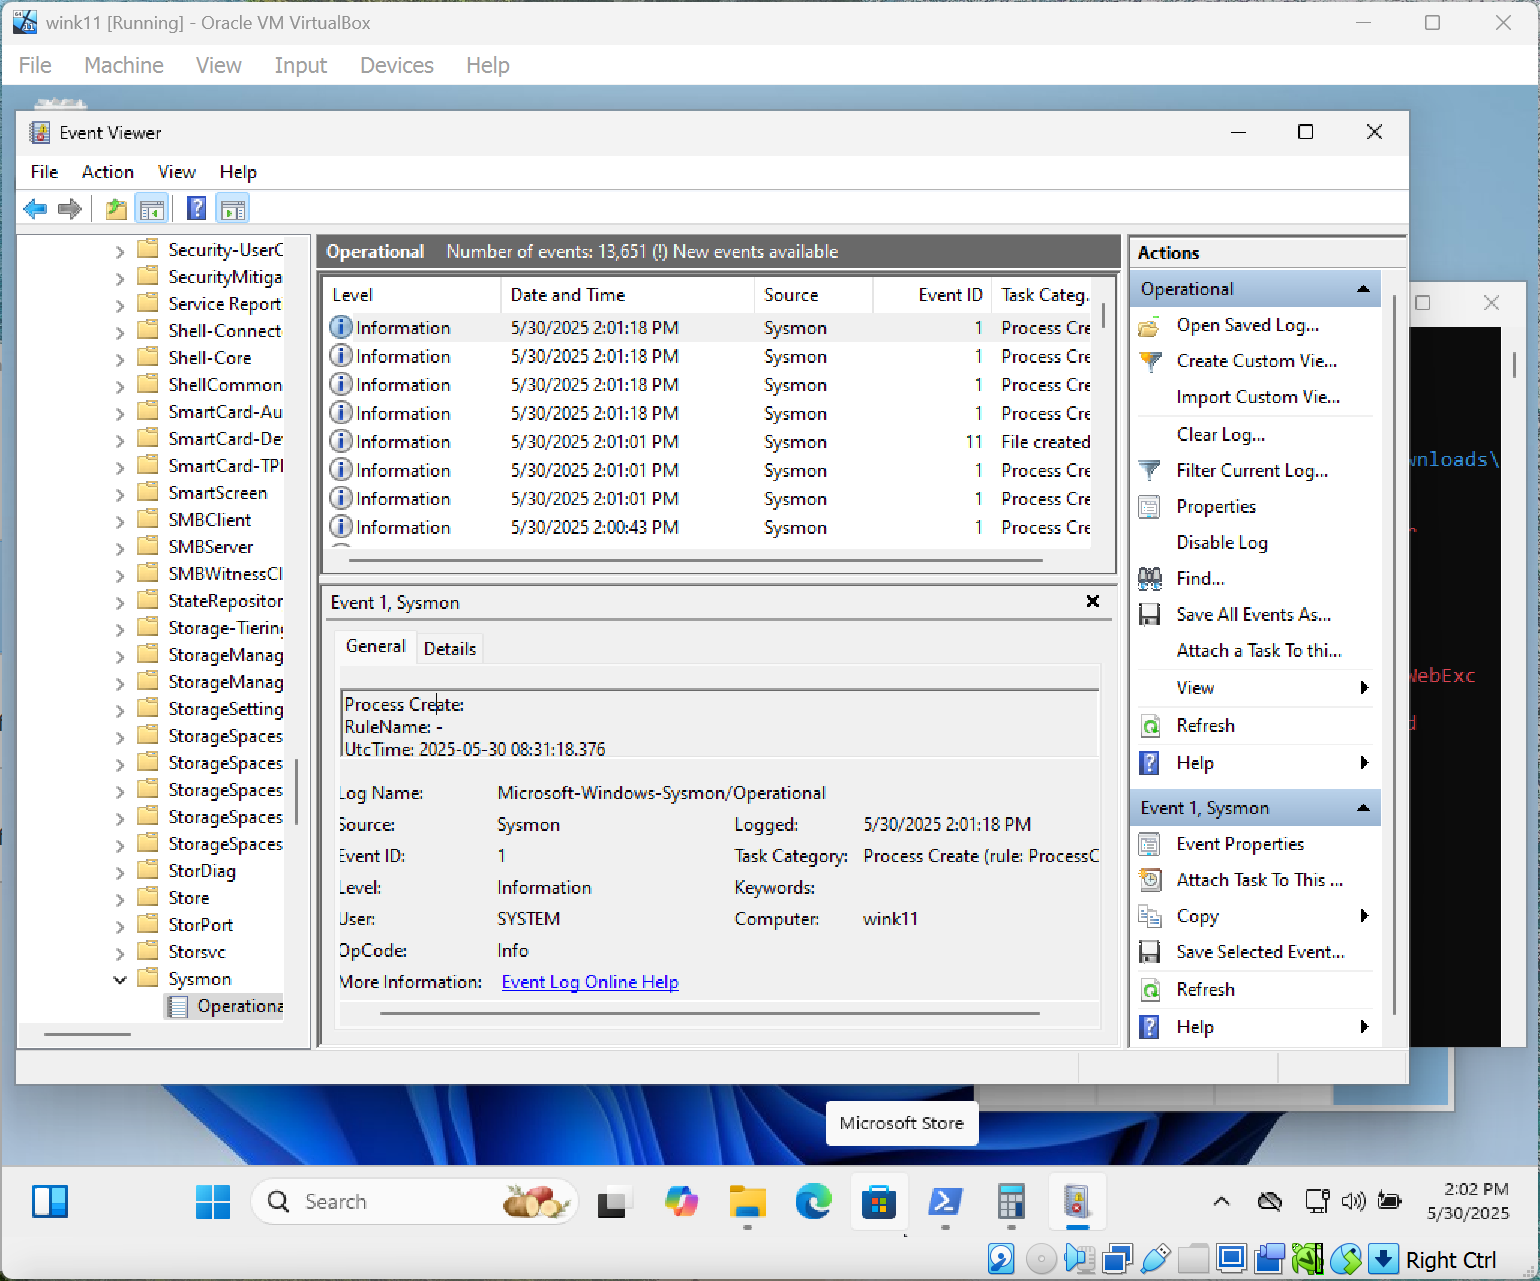 wink11 [Running] - Oracle VM VirtualBox
File Machine View Input Devices Help
Event Viewer
File Action View Help
Security-UserC
SecurityMitiga
Service Report
Shell-Connect
Shell-Core
ShellCommon
SmartCard-Au
SmartCard-De
SmartCard-TPI
SmartScreen
SMBClient
SMBServer
SMBWitnessCl
StateRepositor
Storage-Tiering
StorageManag
StorageManag
StorageSetting
StorageSpaces
StorageSpaces
StorageSpaces
StorageSpaces
StorageSpaces
StorDiag
Store
StorPort
Storsvc
Sysmon
Operationa
Operational Number of events: 13,651 (!) New events available
Level Date and Time Source Event ID Task Categ.
Information 5/30/2025 2:01:18 PM Sysmon 1 Process Cre
Information 5/30/2025 2:01:18 PM Sysmon 1 Process Cre
Information 5/30/2025 2:01:18 PM Sysmon 1 Process Cre
Information 5/30/2025 2:01:18 PM Sysmon 1 Process Cre
Information 5/30/2025 2:01:01 PM Sysmon 11 File created
Information 5/30/2025 2:01:01 PM Sysmon 1 Process Cre
Information 5/30/2025 2:01:01 PM Sysmon 1 Process Cre
Information 5/30/2025 2:00:43 PM Sysmon 1 Process Cre
Event 1, Sysmon
General Details
Process Create:
RuleName: -
UtcTime: 2025-05-30 08:31:18.376
Log Name: Microsoft-Windows-Sysmon/Operational
Source: Sysmon Logged: 5/30/2025 2:01:18 PM
Event ID: 1 Task Category: Process Create (rule: ProcessC
Level: Information Keywords:
User: SYSTEM Computer: wink11
OpCode: Info
More Information: Event Log Online Help
Actions
Operational
Open Saved Log...
Create Custom Vie...
Import Custom Vie...
Clear Log...
Filter Current Log...
Properties
Disable Log
Find...
Save All Events As...
Attach a Task To thi...
View
Refresh
Help
Event 1, Sysmon
Event Properties
Attach Task To This ...
Copy
Save Selected Event...
Refresh
Help
wnloads\
WebExc
d
Microsoft Store
Search
2:02 PM
5/30/2025
Right Ctrl